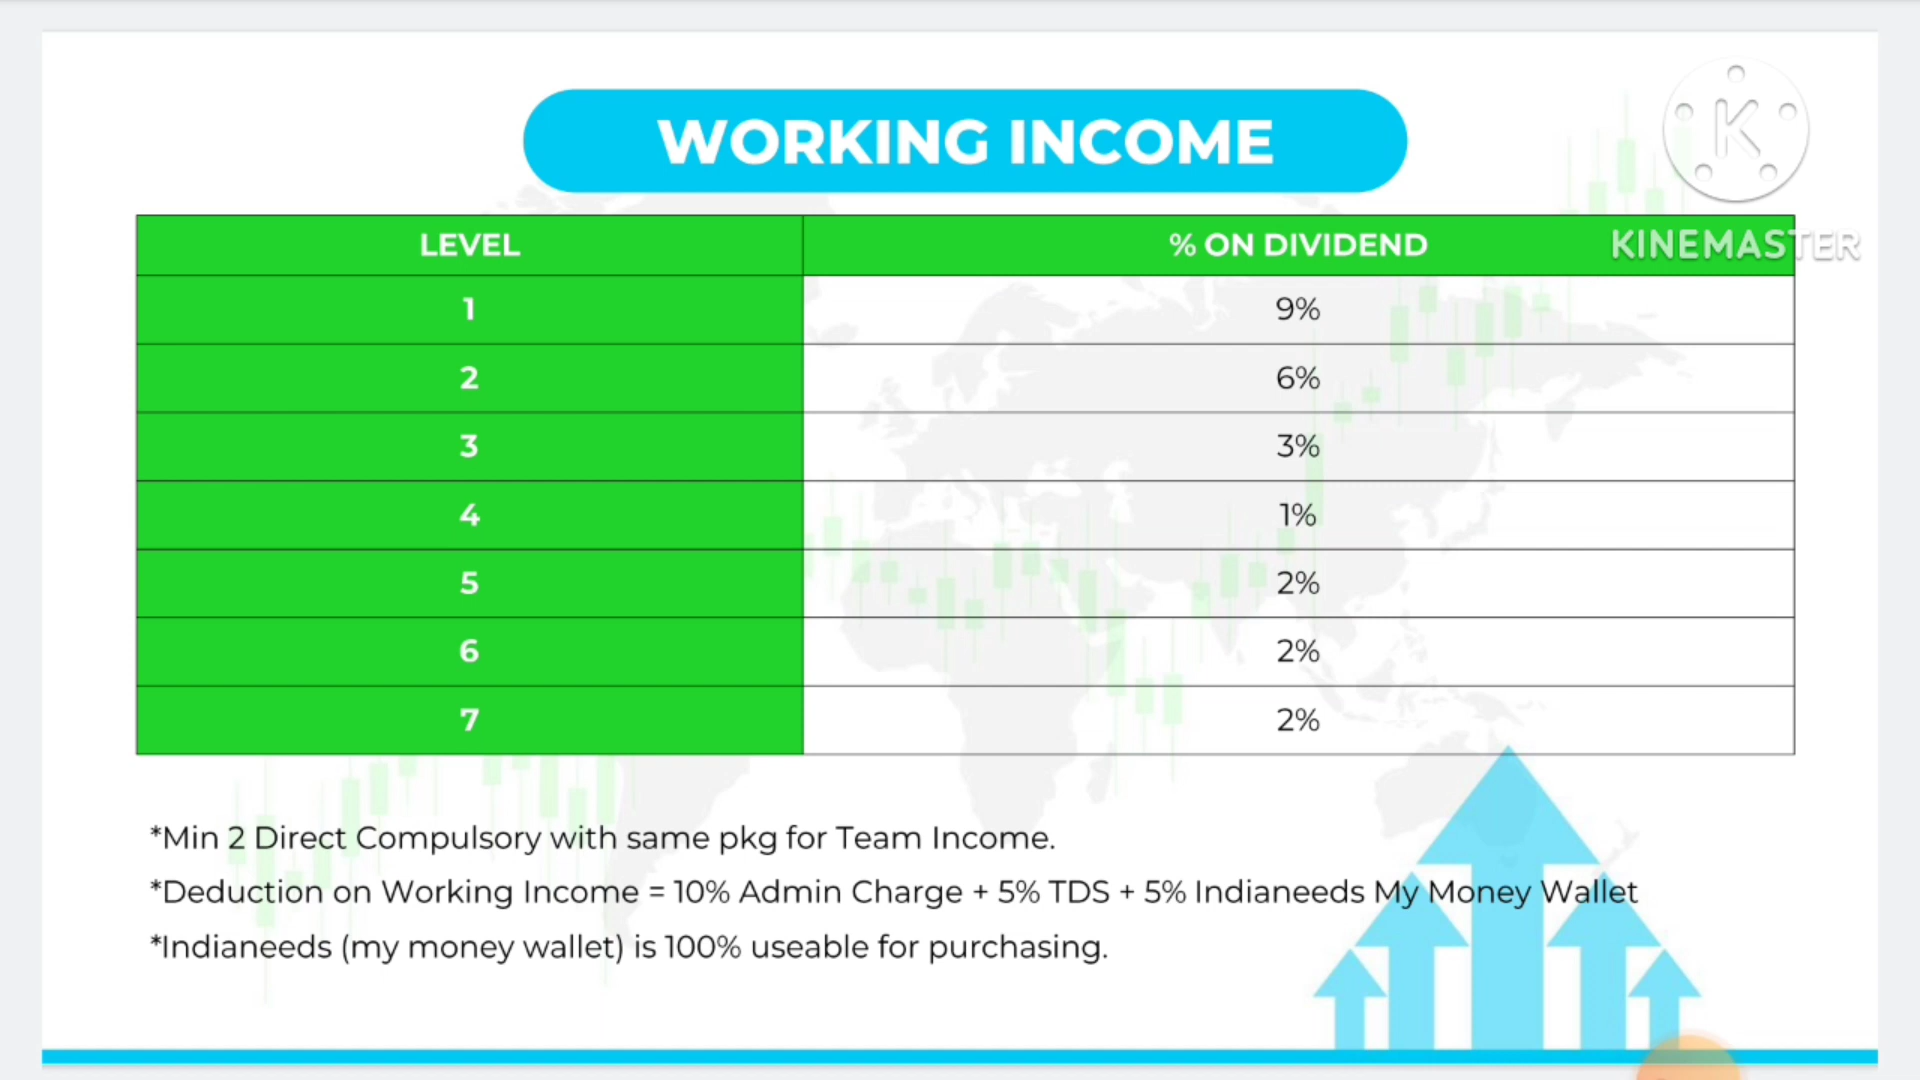 WORKING INCOME
K
KINEMASTER
LEVEL % ON DIVIDEND
1 9%
2 6%
3 3%
4 1%
5 2%
6 2%
7 2%
*Min 2 Direct Compulsory with same pkg for Team Income.
*Deduction on Working Income = 10% Admin Charge + 5% TDS + 5% Indianeeds My Money Wallet
*Indianeeds (my money wallet) is 100% useable for purchasing.